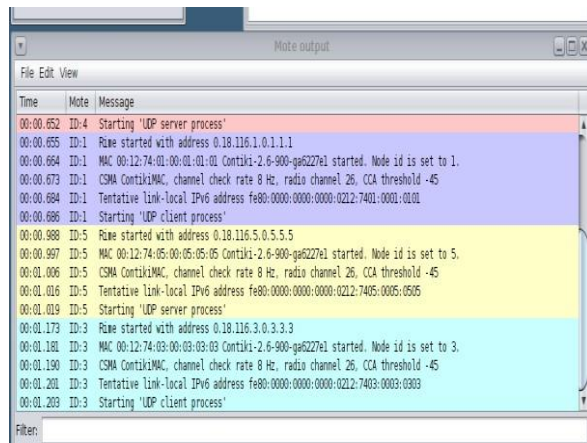 Mote output
File Edit View
Time Mote Message
00:00.652 ID:4 Starting 'UDP server process'
00:00.655 ID:1 Rime started with address 0.18.116.1.0.1.1.1
00:00.664 ID:1 MAC 00:12:74:01:00:01:01:01 Contiki-2.6-900-ga6227e1 started. Node id is set to 1.
00:00.673 ID:1 CSMA ContikiMAC, channel check rate 8 Hz, radio channel 26, CCA threshold -45
00:00.684 ID:1 Tentative link-local IPv6 address fe80:0000:0000:0000:0212:7401:0001:0101
00:00.686 ID:1 Starting 'UDP client process'
00:00.988 ID:5 Rime started with address 0.18.116.5.0.5.5.5
00:00.997 ID:5 MAC 00:12:74:05:00:05:05:05 Contiki-2.6-900-ga6227e1 started. Node id is set to 5.
00:01.006 ID:5 CSMA ContikiMAC, channel check rate 8 Hz, radio channel 26, CCA threshold -45
00:01.016 ID:5 Tentative link-local IPv6 address fe80:0000:0000:0000:0212:7405:0005:0505
00:01.019 ID:5 Starting 'UDP server process'
00:01.173 ID:3 Rime started with address 0.18.116.3.0.3.3.3
00:01.181 ID:3 MAC 00:12:74:03:00:03:03:03 Contiki-2.6-900-ga6227e1 started. Node id is set to 3.
00:01.190 ID:3 CSMA ContikiMAC, channel check rate 8 Hz, radio channel 26, CCA threshold -45
00:01.201 ID:3 Tentative link-local IPv6 address fe80:0000:0000:0000:0212:7403:0003:0303
00:01.203 ID:3 Starting 'UDP client process'
Filter: